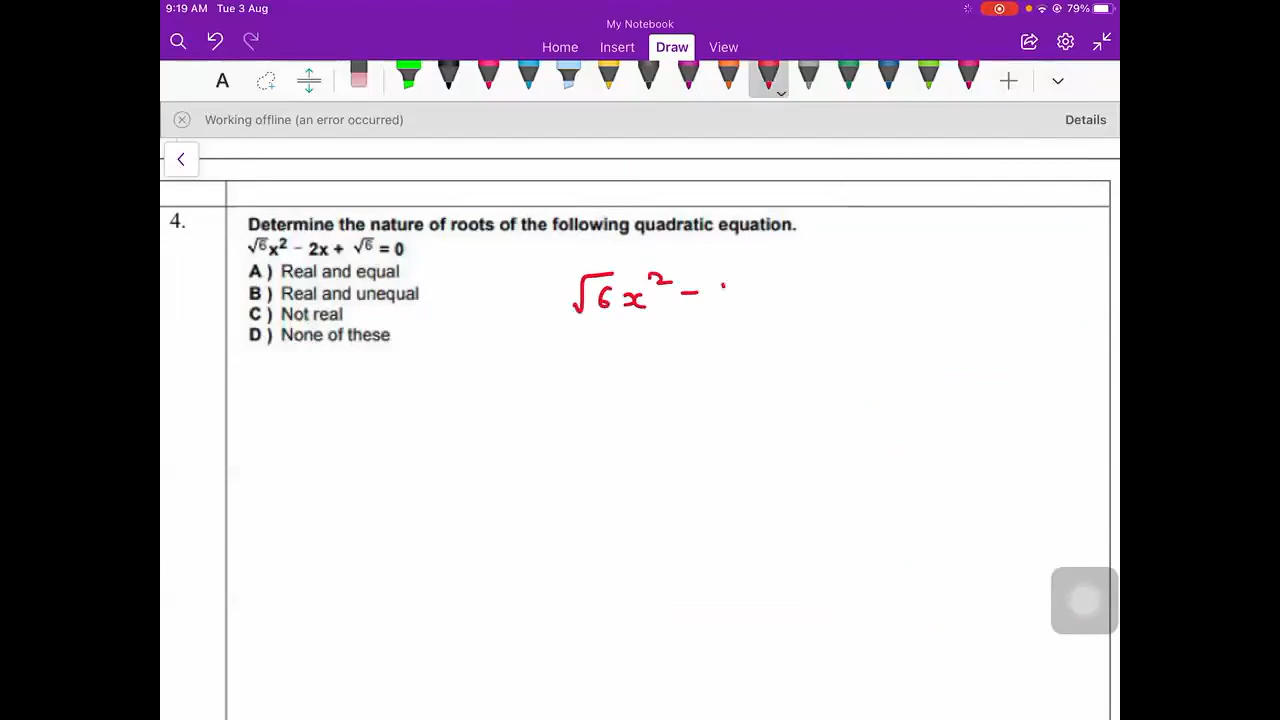 9:19 AM Tue 3 Aug
79%
My Notebook
Home Insert Draw View
A
Working offline (an error occurred)
Details
4.
Determine the nature of roots of the following quadratic equation.
√6x² − 2x + √6 = 0
A ) Real and equal
B ) Real and unequal
C ) Not real
D ) None of these
√6 x² −